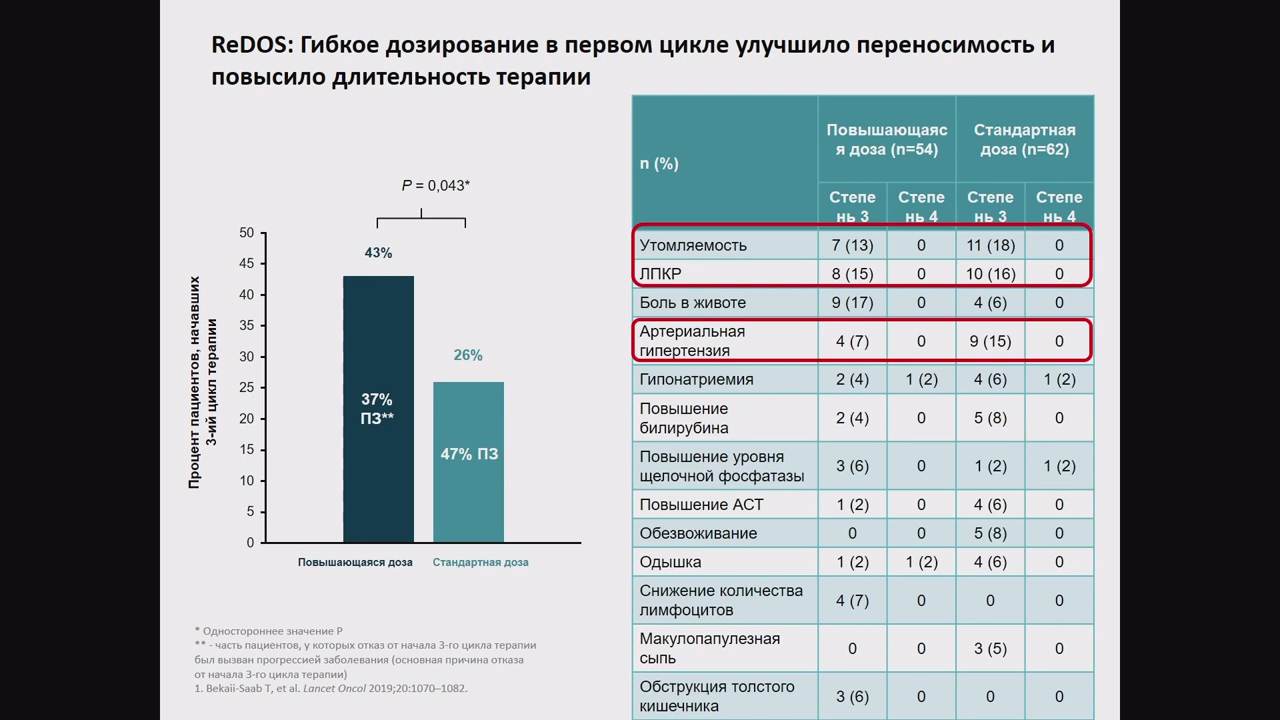 ReDOS: Гибкое дозирование в первом цикле улучшило переносимость и
повысило длительность терапии
P = 0,043*
50
45
40
35
30
25
20
15
10
5
0
Процент пациентов, начавших
3-ий цикл терапии
43%
37%
ПЗ**
26%
47% ПЗ
Повышающаяся доза
Стандартная доза
* Одностороннее значение P
** - часть пациентов, у которых отказ от начала 3-го цикла терапии
был вызван прогрессией заболевания (основная причина отказа
от начала 3-го цикла терапии)
1. Bekaii-Saab T, et al. Lancet Oncol 2019;20:1070–1082.
n (%)
Повышающаяс
я доза (n=54)
Стандартная
доза (n=62)
Степе
нь 3
Степе
нь 4
Степе
нь 3
Степе
нь 4
Утомляемость 7 (13) 0 11 (18) 0
ЛПКР 8 (15) 0 10 (16) 0
Боль в животе 9 (17) 0 4 (6) 0
Артериальная
гипертензия 4 (7) 0 9 (15) 0
Гипонатриемия 2 (4) 1 (2) 4 (6) 1 (2)
Повышение
билирубина 2 (4) 0 5 (8) 0
Повышение уровня
щелочной фосфатазы 3 (6) 0 1 (2) 1 (2)
Повышение АСТ 1 (2) 0 4 (6) 0
Обезвоживание 0 0 5 (8) 0
Одышка 1 (2) 1 (2) 4 (6) 0
Снижение количества
лимфоцитов 4 (7) 0 0 0
Макулопапулезная
сыпь 0 0 3 (5) 0
Обструкция толстого
кишечника 3 (6) 0 0 0